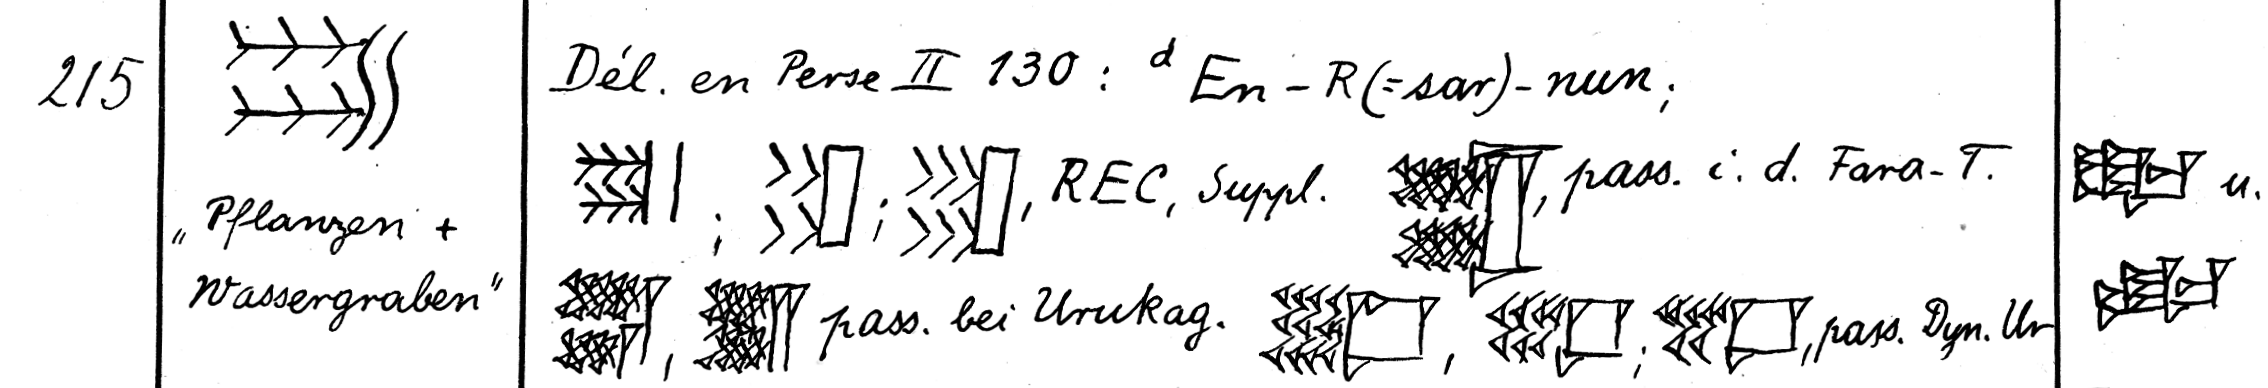 215
Dél. en Perse II 130 : ᵈ En – R(=sar) – nun ;
; ; , REC, Suppl. , pass. i. d. Fara-T. u.
„Pflanzen +
Wassergraben“
, pass. bei Urukag. , ; , pass. Dyn. Ur